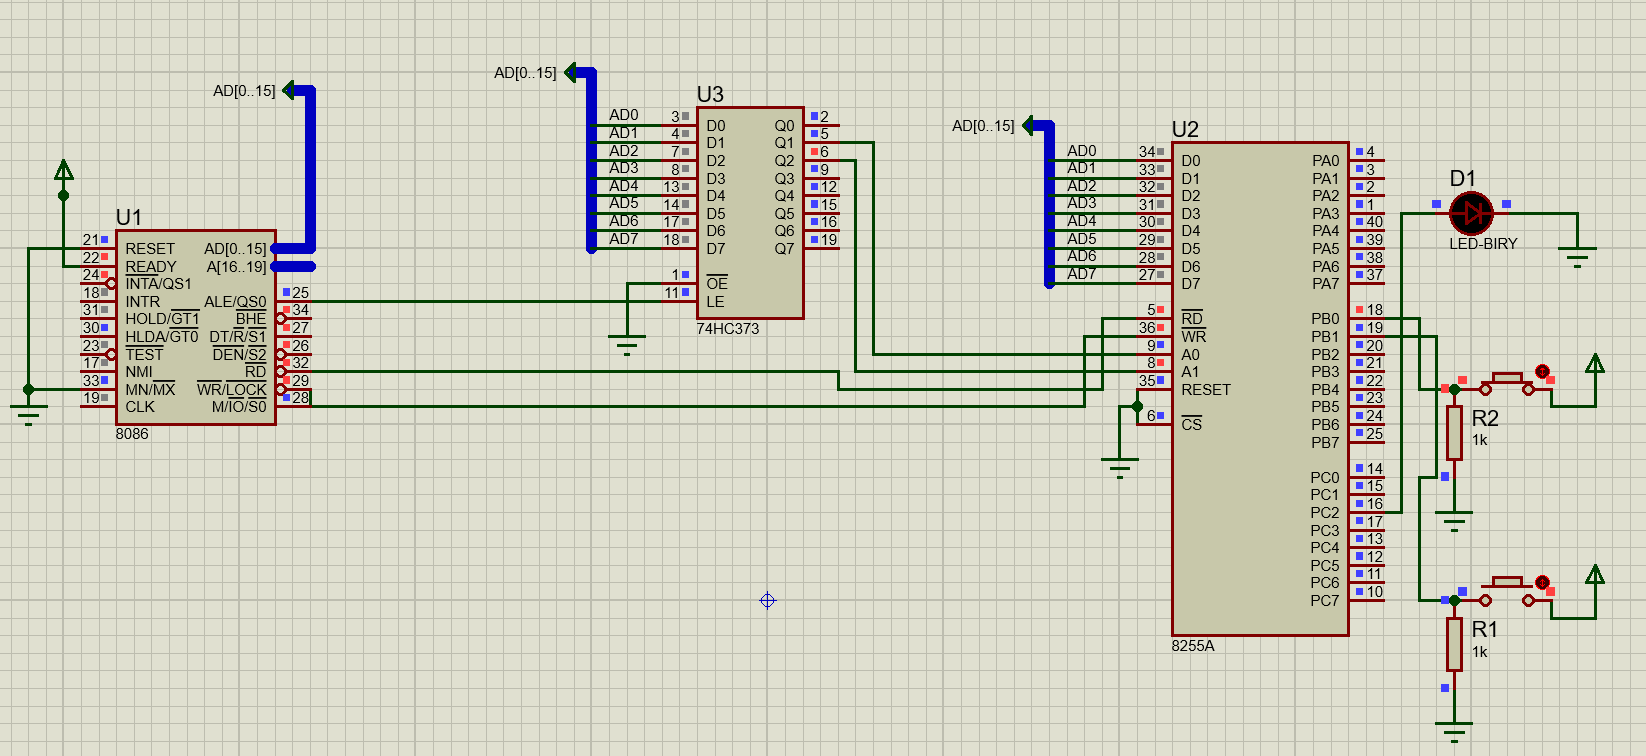 AD[0..15]
U1
21
RESET
22
READY
24
INTA/QS1
18
INTR
31
HOLD/GT1
30
HLDA/GT0
23
TEST
17
NMI
33
MN/MX
19
CLK
AD[0..15]
A[16..19]
ALE/QS0
25
BHE
34
DT/R/S1
27
DEN/S2
26
RD
32
WR/LOCK
29
M/IO/S0
28
8086
AD[0..15]
U3
AD0
3
D0
AD1
4
D1
AD2
7
D2
AD3
8
D3
AD4
13
D4
AD5
14
D5
AD6
17
D6
AD7
18
D7
1
OE
11
LE
Q0
2
Q1
5
Q2
6
Q3
9
Q4
12
Q5
15
Q6
16
Q7
19
74HC373
AD[0..15]
U2
AD0
34
D0
AD1
33
D1
AD2
32
D2
AD3
31
D3
AD4
30
D4
AD5
29
D5
AD6
28
D6
AD7
27
D7
5
RD
36
WR
9
A0
8
A1
35
RESET
6
CS
PA0
4
PA1
3
PA2
2
PA3
1
PA4
40
PA5
39
PA6
38
PA7
37
PB0
18
PB1
19
PB2
20
PB3
21
PB4
22
PB5
23
PB6
24
PB7
25
PC0
14
PC1
15
PC2
16
PC3
17
PC4
13
PC5
12
PC6
11
PC7
10
8255A
D1
LED-BIRY
R2
1k
R1
1k